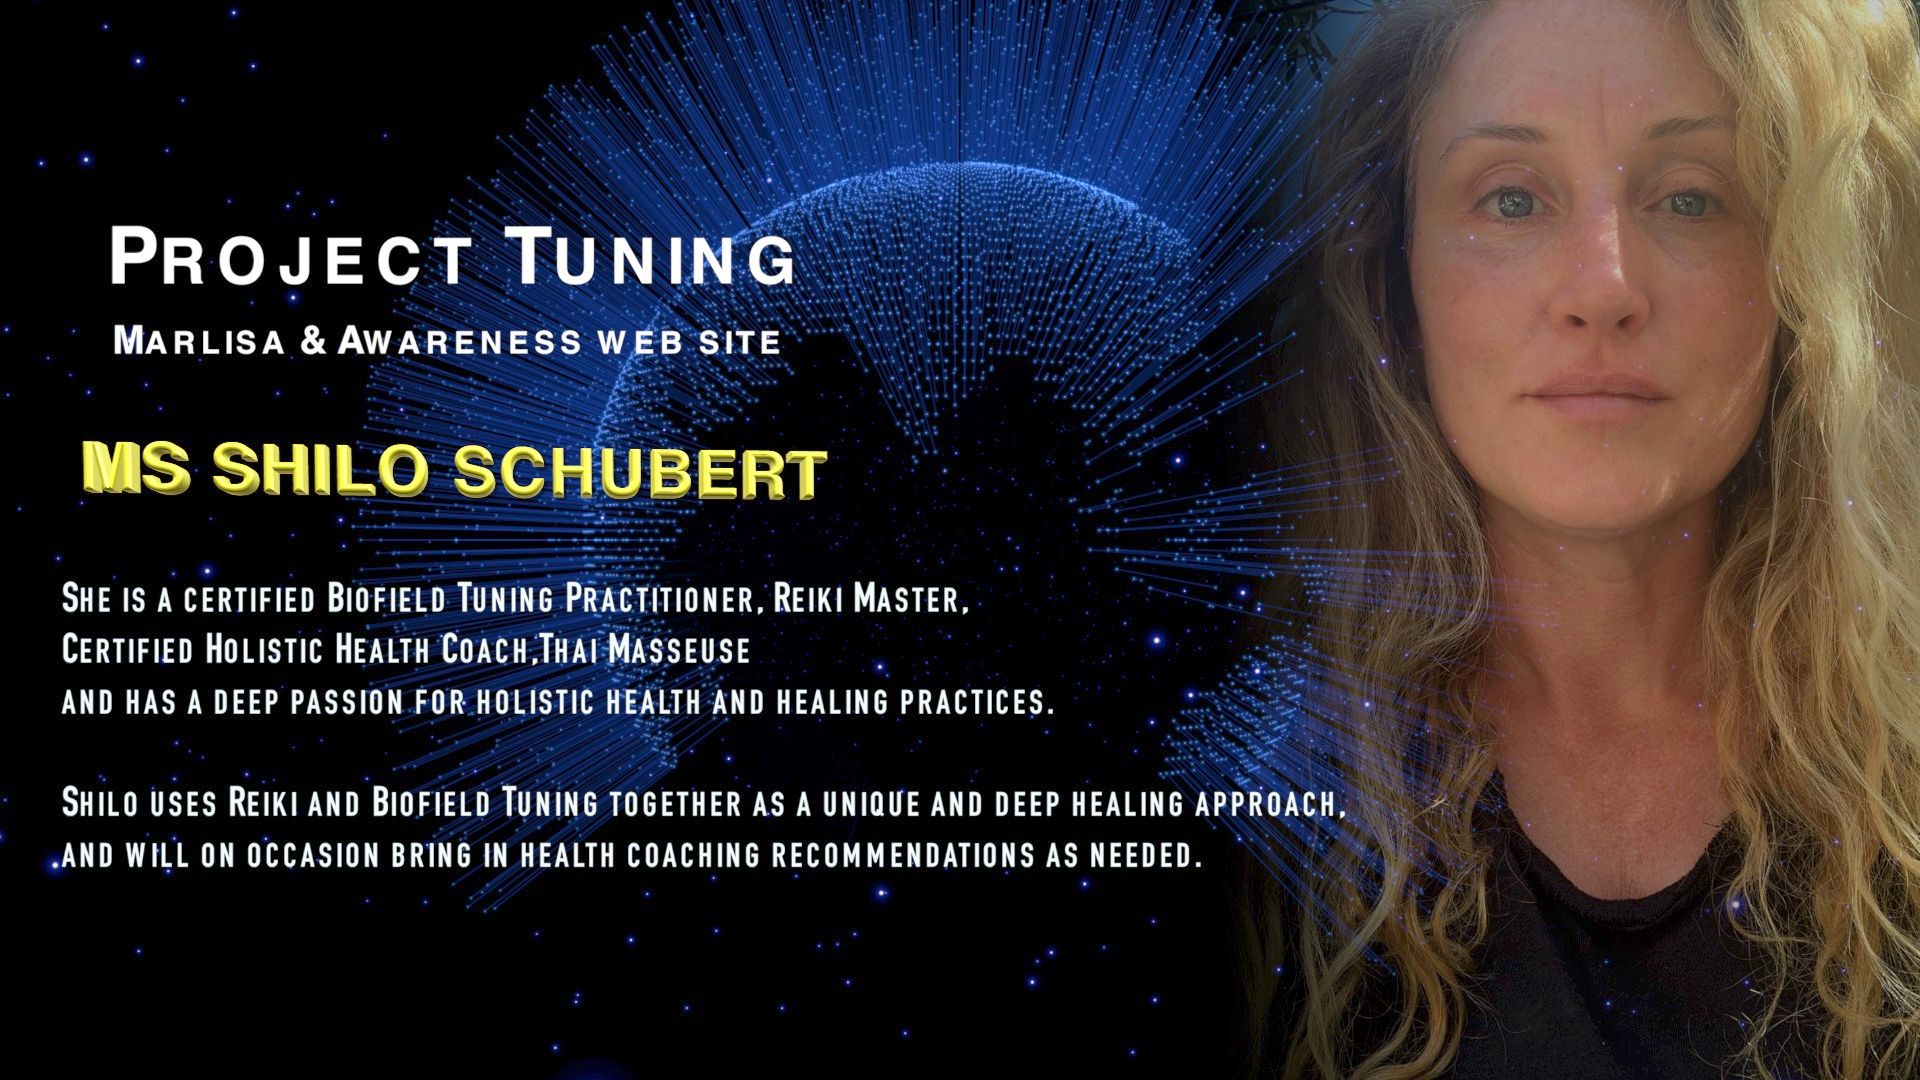 Project Tuning
Marlisa & Awareness web site
MS SHILO SCHUBERT
She is a certified Biofield Tuning Practitioner, Reiki Master,
Certified Holistic Health Coach,Thai Masseuse
and has a deep passion for holistic health and healing practices.
Shilo uses Reiki and Biofield Tuning together as a unique and deep healing approach,
and will on occasion bring in health coaching recommendations as needed.